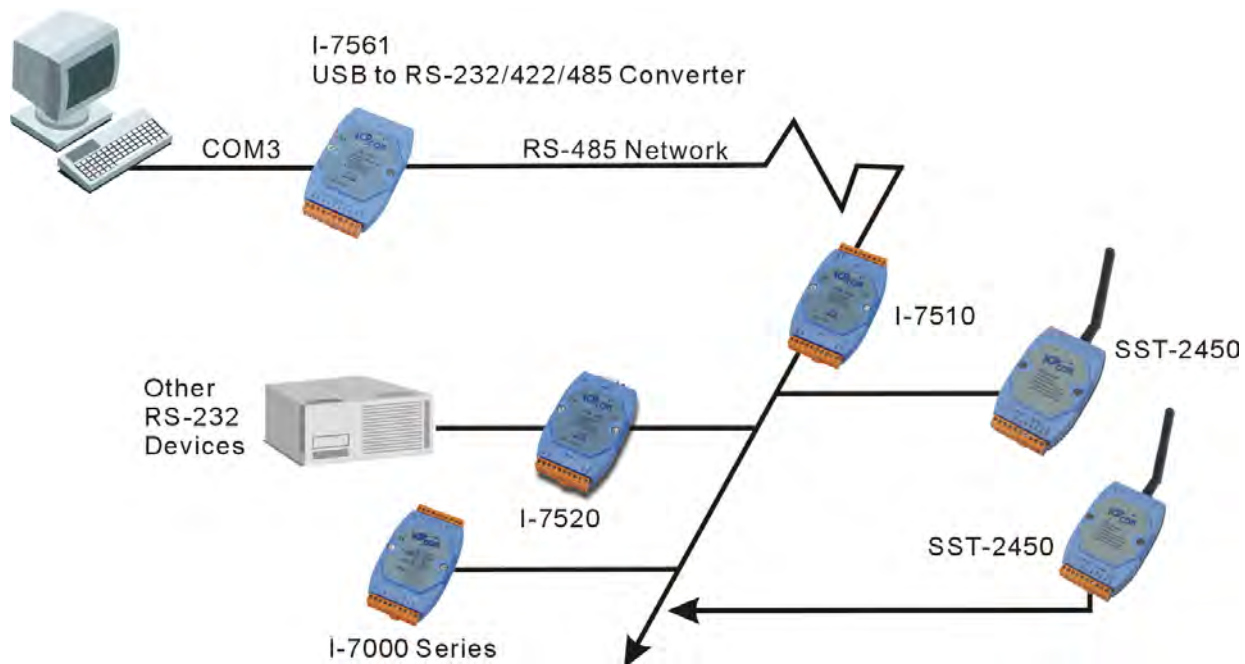 I-7561
USB to RS-232/422/485 Converter
COM3
RS-485 Network
I-7510
SST-2450
Other
RS-232
Devices
I-7520
SST-2450
I-7000 Series